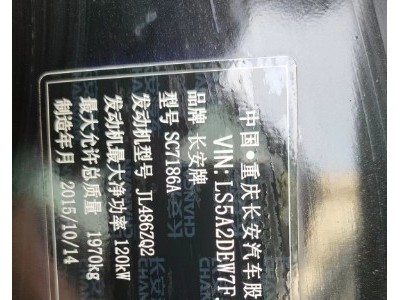 中国·重庆长安汽车股
VIN:LS5A2DEW7F
品牌 长安牌
型号 SC7186A
发动机型号 JL486ZQ2
发动机最大净功率 120kW
最大允许总质量 1970kg
制造年月 2015/10/14